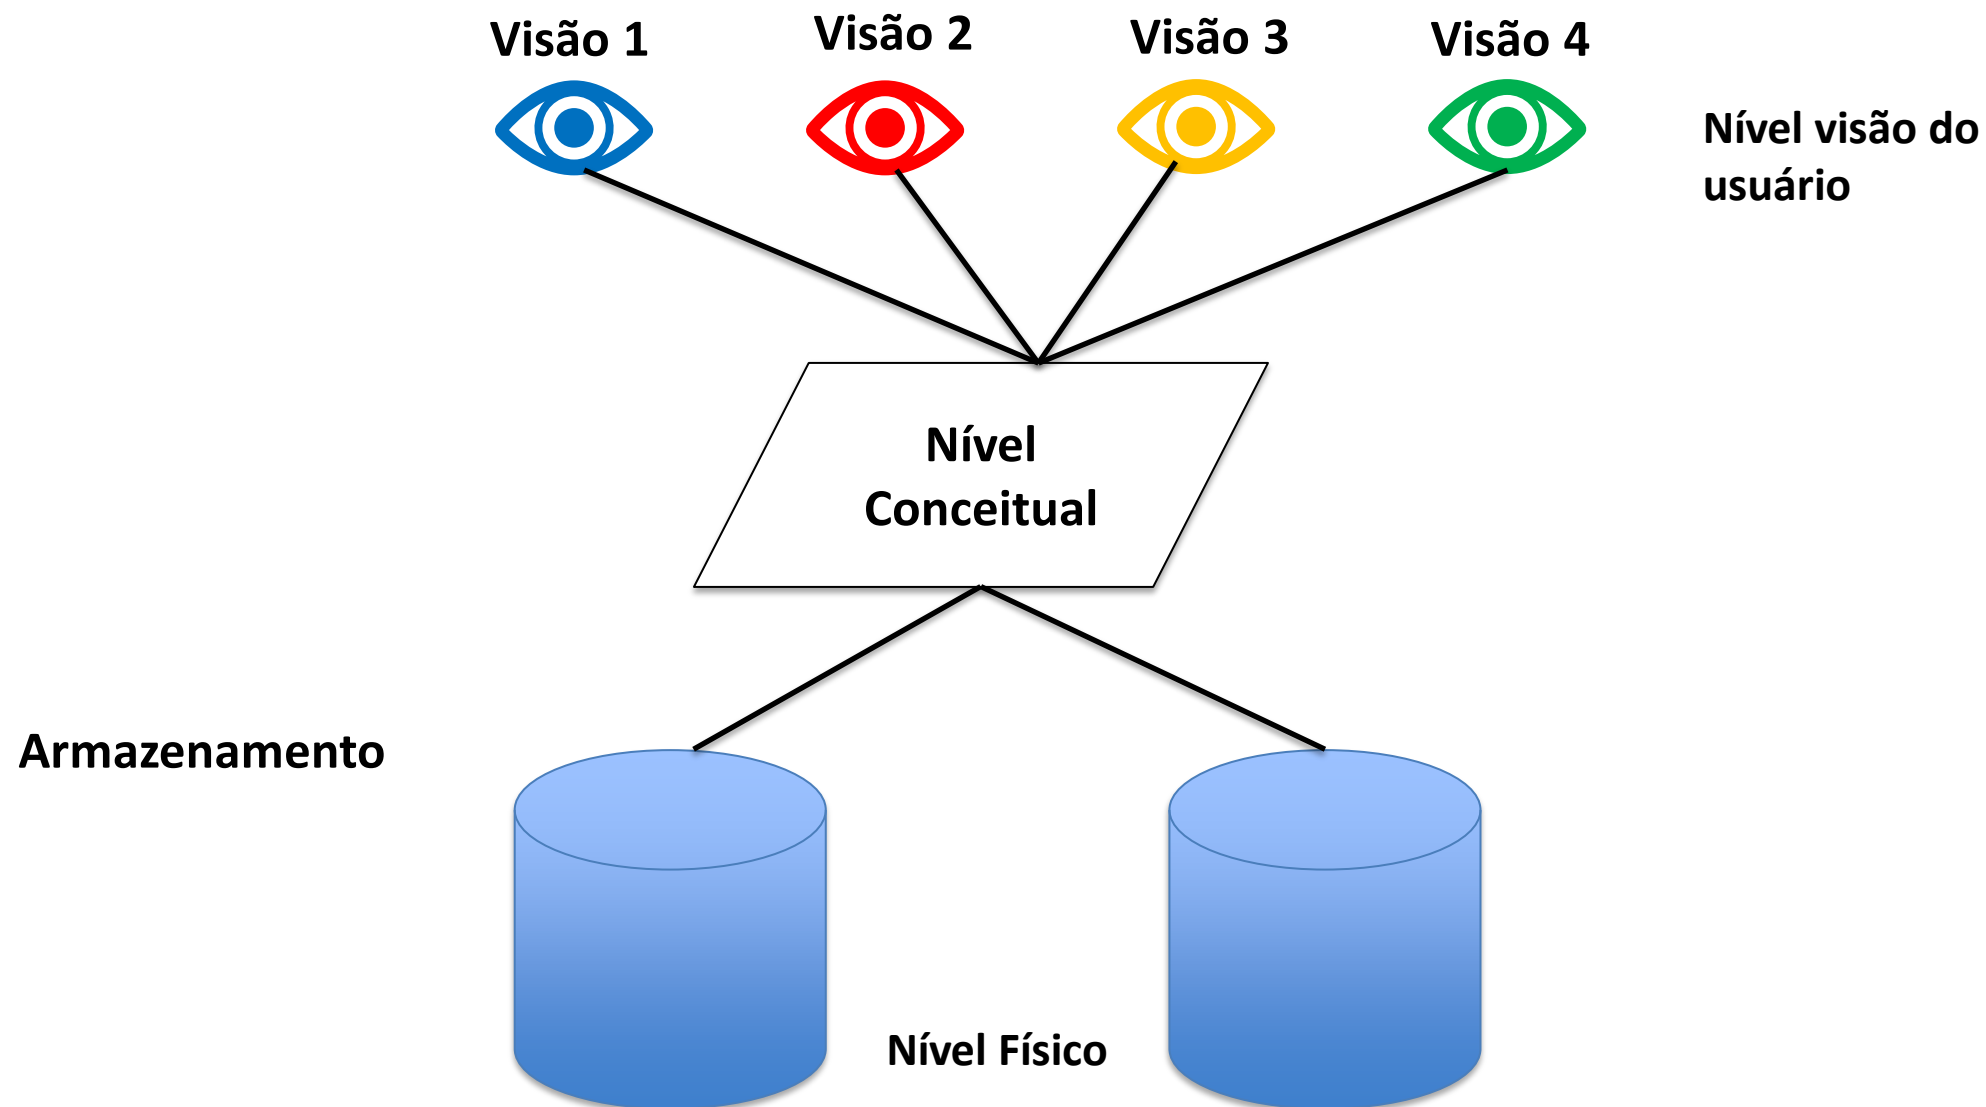 Visão 1
Visão 2
Visão 3
Visão 4
Nível visão do
usuário
Nível
Conceitual
Armazenamento
Nível Físico